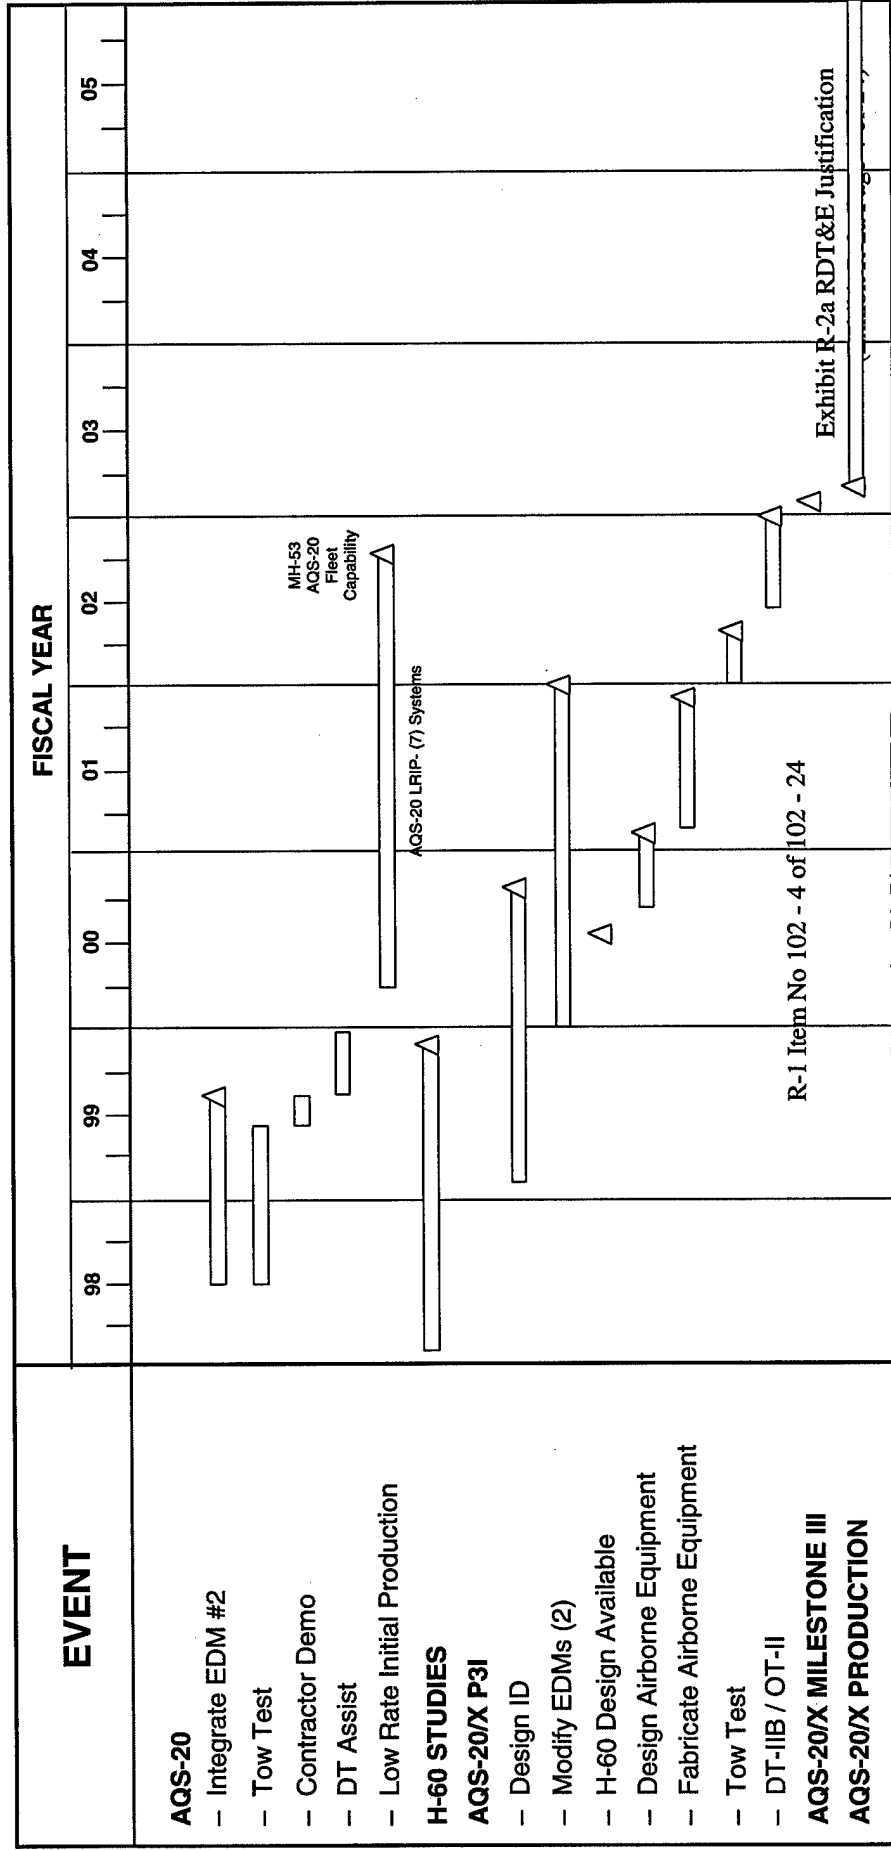 EVENT
FISCAL YEAR
98
99
00
01
02
03
04
05
AQS-20
– Integrate EDM #2
– Tow Test
– Contractor Demo
– DT Assist
– Low Rate Initial Production
MH-53
AQS-20
Fleet
Capability
AQS-20 LRIP- (7) Systems
H-60 STUDIES
AQS-20/X P3I
– Design ID
– Modify EDMs (2)
– H-60 Design Available
– Design Airborne Equipment
– Fabricate Airborne Equipment
– Tow Test
– DT-IIB / OT-II
AQS-20/X MILESTONE III
AQS-20/X PRODUCTION
R-1 Item No 102 - 4 of 102 - 24
Exhibit R-2a RDT&E Justification